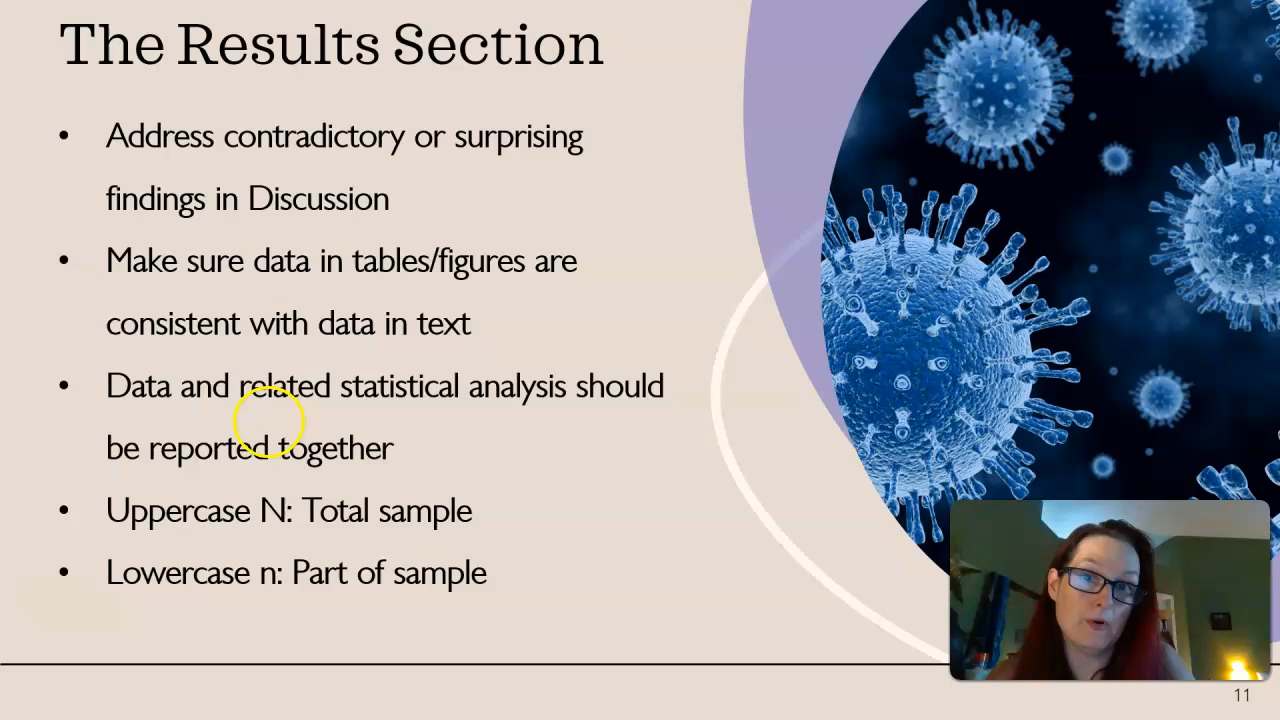 The Results Section
• Address contradictory or surprising
findings in Discussion
• Make sure data in tables/figures are
consistent with data in text
• Data and related statistical analysis should
be reported together
• Uppercase N: Total sample
• Lowercase n: Part of sample
11